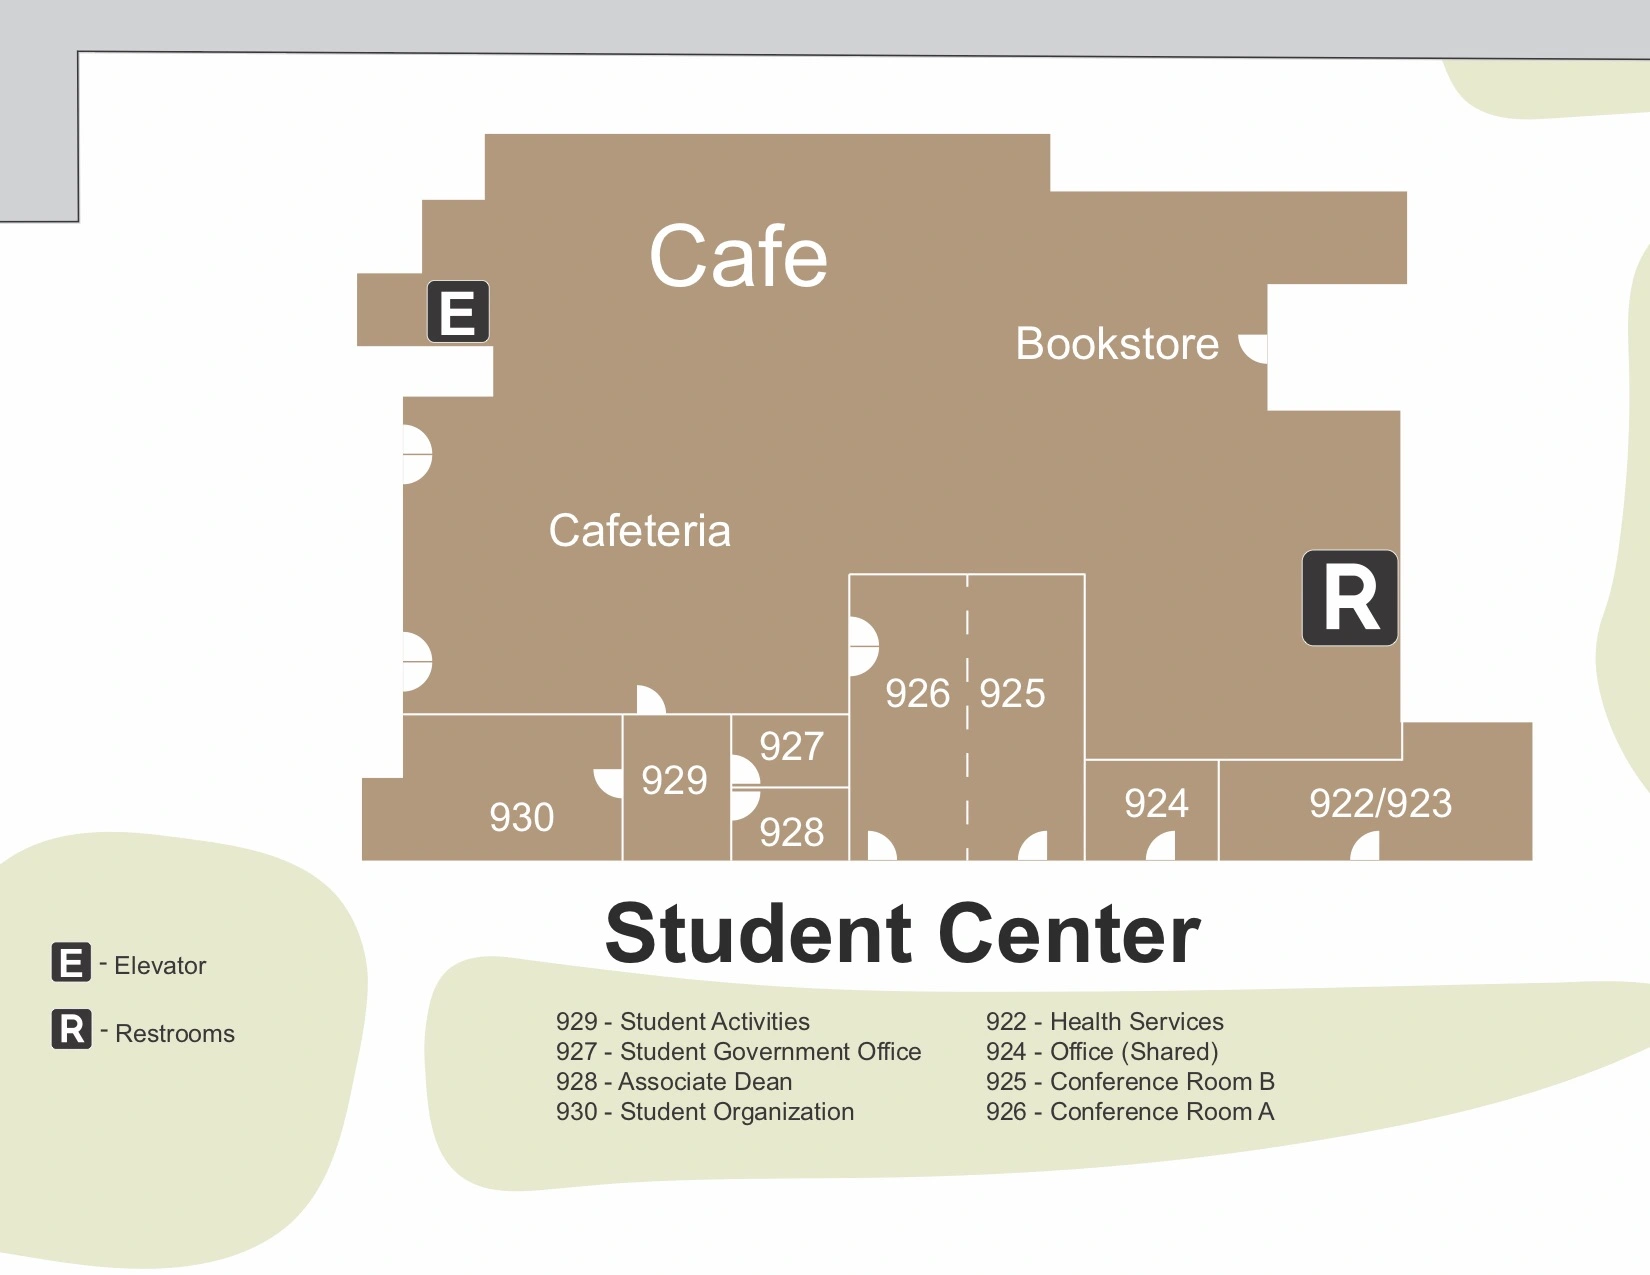 Cafe
E
Bookstore
Cafeteria
R
926 925
927
929
930
928
924
922/923
Student Center
E - Elevator
R - Restrooms
929 - Student Activities
927 - Student Government Office
928 - Associate Dean
930 - Student Organization
922 - Health Services
924 - Office (Shared)
925 - Conference Room B
926 - Conference Room A